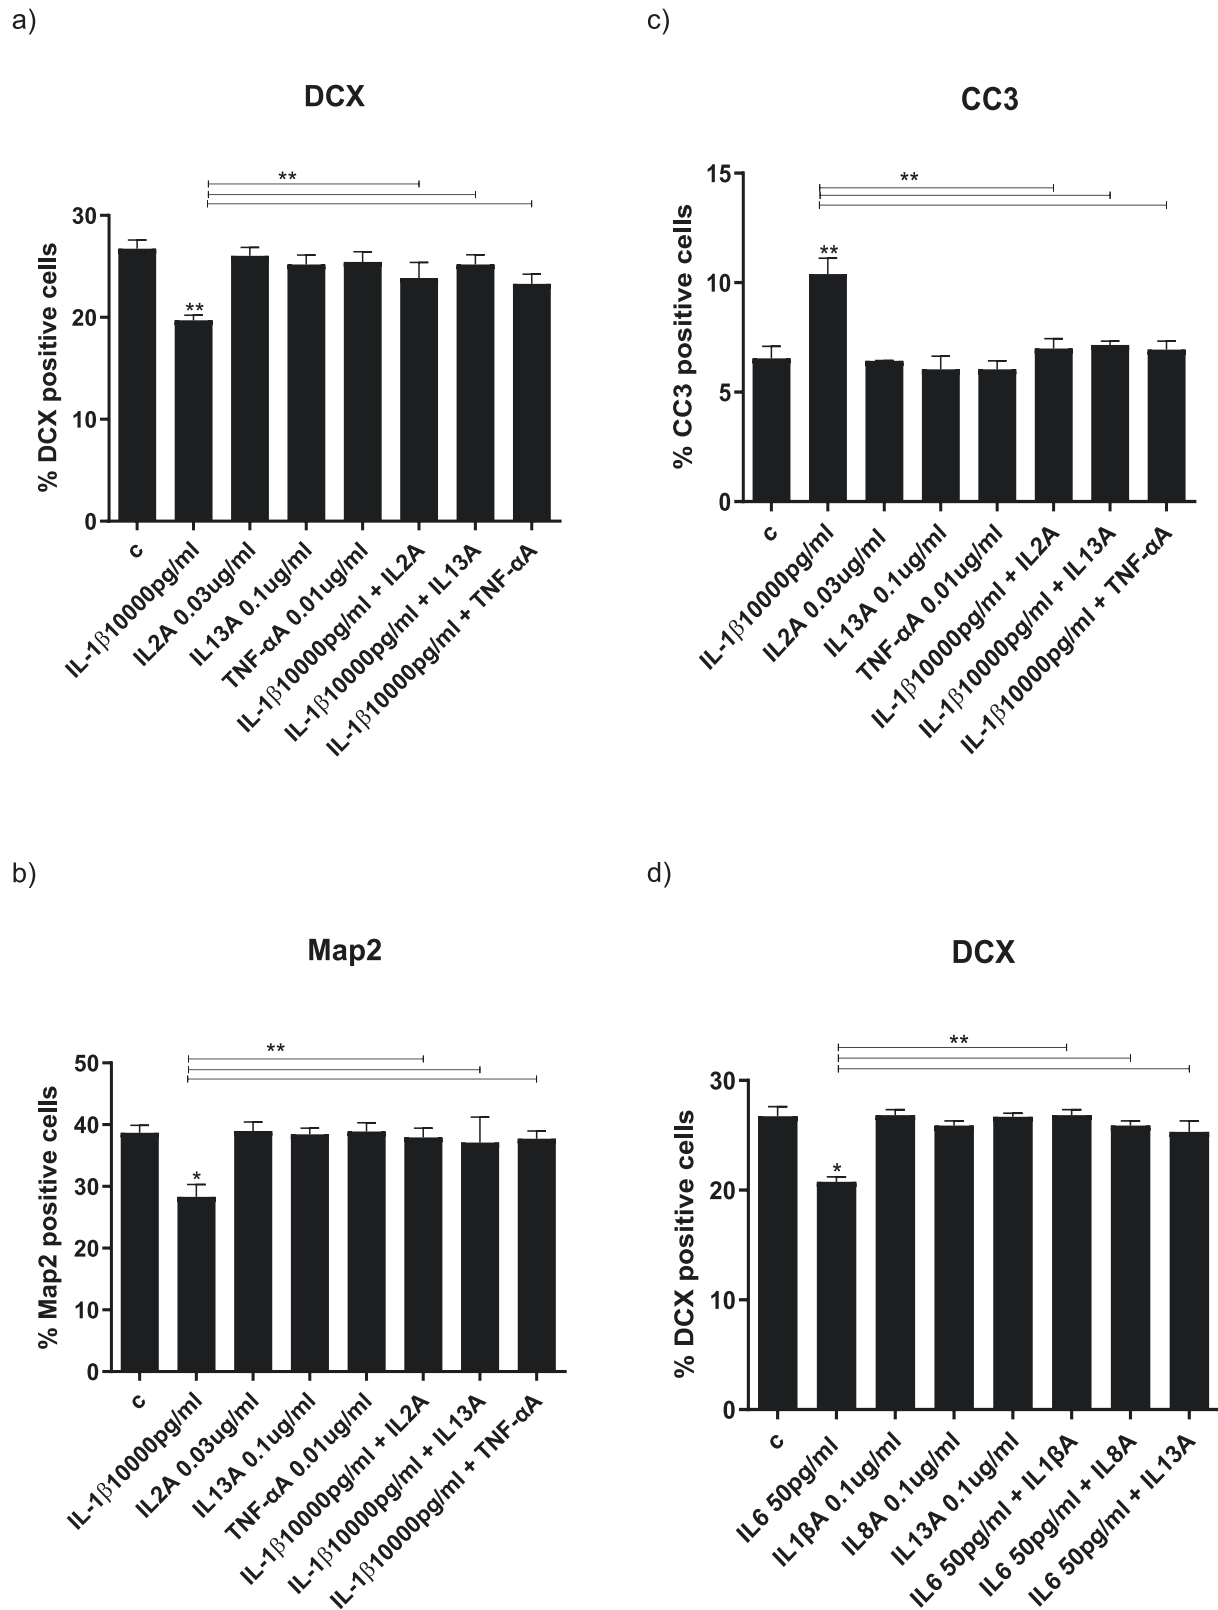 a)
DCX
**
**
% DCX positive cells
30
20
10
0
c
IL-1β10000pg/ml
IL2A 0.03ug/ml
IL13A 0.1ug/ml
TNF-αA 0.01ug/ml
IL-1β10000pg/ml + IL2A
IL-1β10000pg/ml + IL13A
IL-1β10000pg/ml + TNF-αA
c)
CC3
**
**
% CC3 positive cells
15
10
5
0
c
IL-1β10000pg/ml
IL2A 0.03ug/ml
IL13A 0.1ug/ml
TNF-αA 0.01ug/ml
IL-1β10000pg/ml + IL2A
IL-1β10000pg/ml + IL13A
IL-1β10000pg/ml + TNF-αA
b)
Map2
**
*
% Map2 positive cells
50
40
30
20
10
0
c
IL-1β10000pg/ml
IL2A 0.03ug/ml
IL13A 0.1ug/ml
TNF-αA 0.01ug/ml
IL-1β10000pg/ml + IL2A
IL-1β10000pg/ml + IL13A
IL-1β10000pg/ml + TNF-αA
d)
DCX
**
*
% DCX positive cells
30
20
10
0
c
IL6 50pg/ml
IL1βA 0.1ug/ml
IL8A 0.1ug/ml
IL13A 0.1ug/ml
IL6 50pg/ml + IL1βA
IL6 50pg/ml + IL8A
IL6 50pg/ml + IL13A